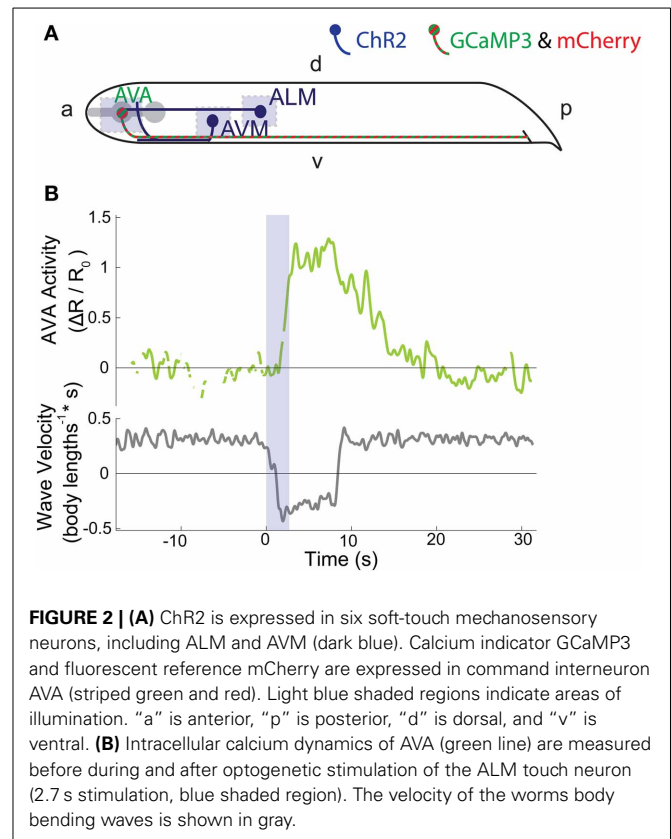 A
ChR2
GCaMP3 & mCherry
d
AVA
ALM
a
AVM
p
v
B
1.5
1
0.5
0
AVA Activity
(ΔR / R0)
0.5
0
-0.5
Wave Velocity
(body lengths-1* s)
-10 0 10 20 30
Time (s)
FIGURE 2 | (A) ChR2 is expressed in six soft-touch mechanosensory
neurons, including ALM and AVM (dark blue). Calcium indicator GCaMP3
and fluorescent reference mCherry are expressed in command interneuron
AVA (striped green and red). Light blue shaded regions indicate areas of
illumination. “a” is anterior, “p” is posterior, “d” is dorsal, and “v” is
ventral. (B) Intracellular calcium dynamics of AVA (green line) are measured
before during and after optogenetic stimulation of the ALM touch neuron
(2.7 s stimulation, blue shaded region). The velocity of the worms body
bending waves is shown in gray.